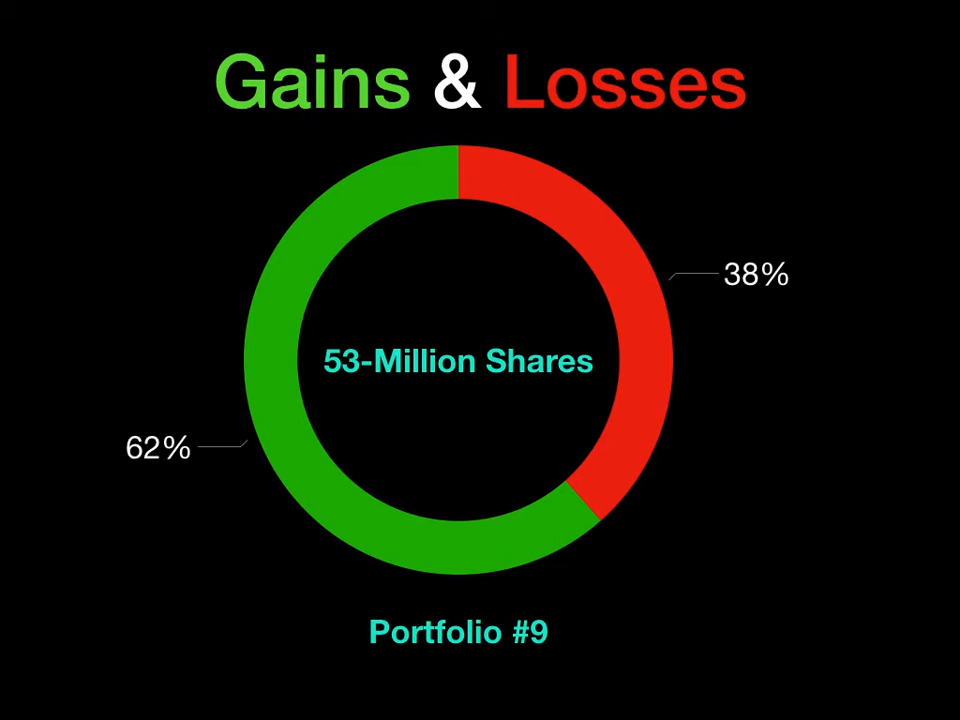 Gains & Losses
38%
53-Million Shares
62%
Portfolio #9